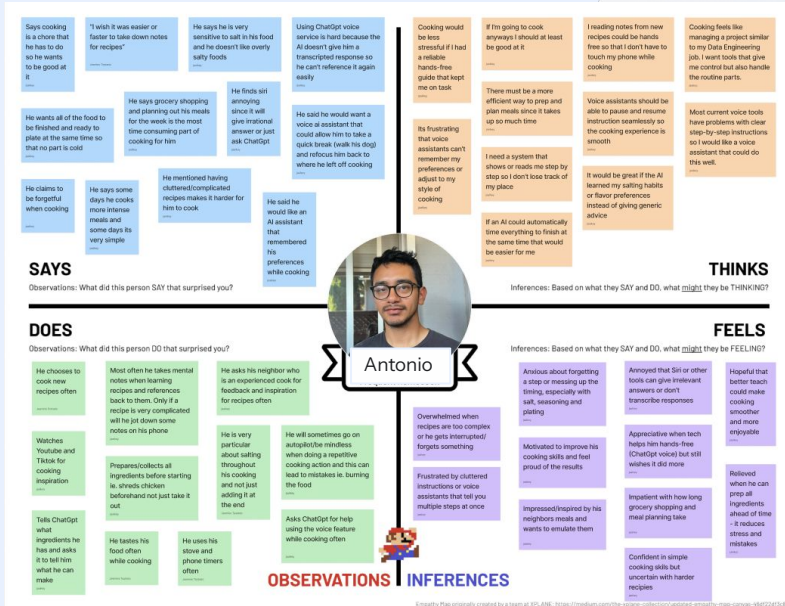 Says cooking
is a chore that
he has to do
so he wants
to be good at
it
"I wish it was easier or
faster to take down notes
for recipes"
He says he is very
sensitive to salt in his food
and he doesn't like overly
salty foods
Using ChatGpt voice
service is hard because the
AI doesn't give him a
transcripted response so
he can't reference it again
easily
He wants all of the food to
be finished and ready to
plate at the same time so
that no part is cold
He says grocery shopping
and planning out his meals
for the week is the most
time consuming part of
cooking for him
He finds siri
annoying
since it will
give irrational
answer or just
ask ChatGpt
He said he would want a
voice ai assistant that
could allow him to take a
quick break (walk his dog)
and refocus him back to
where he left off cooking
He claims to
be forgetful
when cooking
He says some
days he cooks
more intense
meals and
some days its
very simple
He mentioned having
cluttered/complicated
recipes makes it harder for
him to cook
He said he
would like an
AI assistant
that
remembered
his
preferences
while cooking
SAYS
Observations: What did this person SAY that surprised you?
Cooking would
be less
stressful if I had
a reliable
hands-free
guide that kept
me on task
If I'm going to cook
anyways I should at least
be good at it
I reading notes from new
recipes could be hands
free so that I don't have to
touch my phone while
cooking
Cooking feels like
managing a project similar
to my Data Engineering
job. I want tools that give
me control but also handle
the routine parts.
There must be a more
efficient way to prep and
plan meals since it takes
up so much time
Voice assistants should be
able to pause and resume
instruction seamlessly so
the cooking experience is
smooth
Most current voice tools
have problems with clear
step-by-step instructions
so I would like a voice
assistant that could do
this well.
Its frustrating
that voice
assistants can't
remember my
preferences or
adjust to my
style of
cooking
I need a system that
shows or reads me step by
step so I don't lose track of
my place
It would be great if the AI
learned my salting habits
or flavor preferences
instead of giving generic
advice
If an AI could automatically
time everything to finish at
the same time that would
be easier for me
THINKS
Inferences: Based on what they SAY and DO, what might they be THINKING?
Antonio
DOES
Observations: What did this person DO that surprised you?
He chooses to
cook new
recipes often
Most often he takes mental
notes when learning
recipes and references
back to them. Only if a
recipe is very complicated
will he jot down some
notes on his phone
He asks his neighbor who
is an experienced cook for
feedback and inspiration
for recipes often
Watches
Youtube and
Tiktok for
cooking
inspiration
Prepares/collects all
ingredients before starting
ie. shreds chicken
beforehand not just take it
out
He is very
particular
about salting
throughout
his cooking
and not just
adding it at
the end
He will sometimes go on
autopilot/be mindless
when doing a repetitive
cooking action and this can
lead to mistakes ie. burning
the food
Tells ChatGpt
what
ingredients he
has and asks
it to tell him
what he can
make
He tastes his
food often
while cooking
He uses his
stove and
phone timers
often
Asks ChatGpt for help
using the voice feature
while cooking often
OBSERVATIONS
FEELS
Inferences: Based on what they SAY and DO, what might they be FEELING?
Overwhelmed when
recipes are too complex
or he gets interrupted/
forgets something
Frustrated by cluttered
instructions or voice
assistants that tell you
multiple steps at once
Anxious about forgetting
a step or messing up the
timing, especially with
salt, seasoning and
plating
Annoyed that Siri or other
tools can give irrelevant
answers or don't
transcribe responses
Hopeful that
better teach
could make
cooking
smoother
and more
enjoyable
Motivated to improve his
cooking skills and feel
proud of the results
Appreciative when tech
helps him hands-free
(ChatGpt voice) but still
wishes it did more
Impressed/inspired by his
neighbors meals and
wants to emulate them
Impatient with how long
grocery shopping and
meal planning take
Relieved
when he can
prep all
ingredients
ahead of time
- it reduces
stress and
mistakes
Confident in simple
cooking skils but
uncertain with harder
recipies
INFERENCES